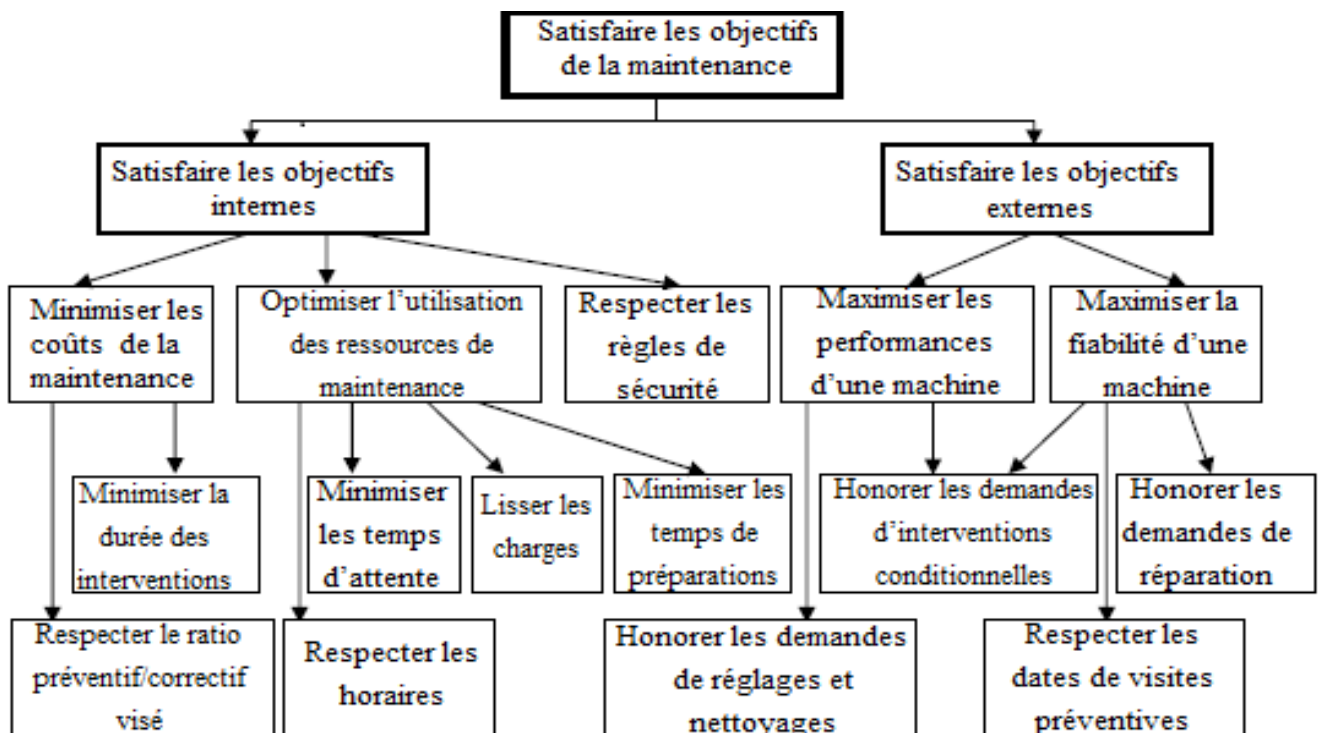 Satisfaire les objectifs
de la maintenance
Satisfaire les objectifs
internes
Satisfaire les objectifs
externes
Minimiser les
coûts de la
maintenance
Optimiser l’utilisation
des ressources de
maintenance
Respecter les
règles de
sécurité
Maximiser les
performances
d’une machine
Maximiser la
fiabilité d’une
machine
Minimiser la
durée des
interventions
Minimiser
les temps
d’attente
Lisser les
charges
Minimiser les
temps de
préparations
Honorer les demandes
d’interventions
conditionnelles
Honorer les
demandes de
réparation
Respecter le ratio
préventif/correctif
visé
Respecter les
horaires
Honorer les demandes
de réglages et
nettoyages
Respecter les
dates de visites
préventives